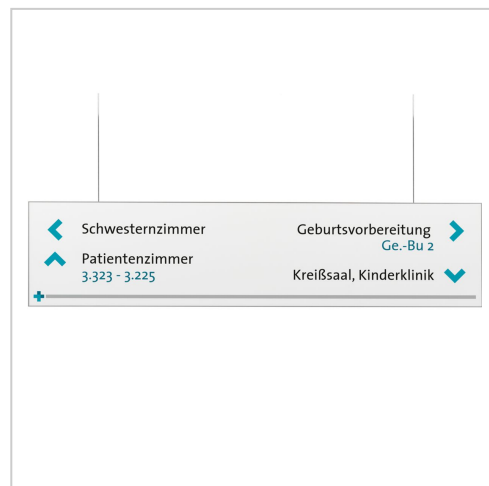 Schwesternzimmer
Patientenzimmer
3.323 - 3.225
Geburtsvorbereitung
Ge.-Bu 2
Kreißsaal, Kinderklinik